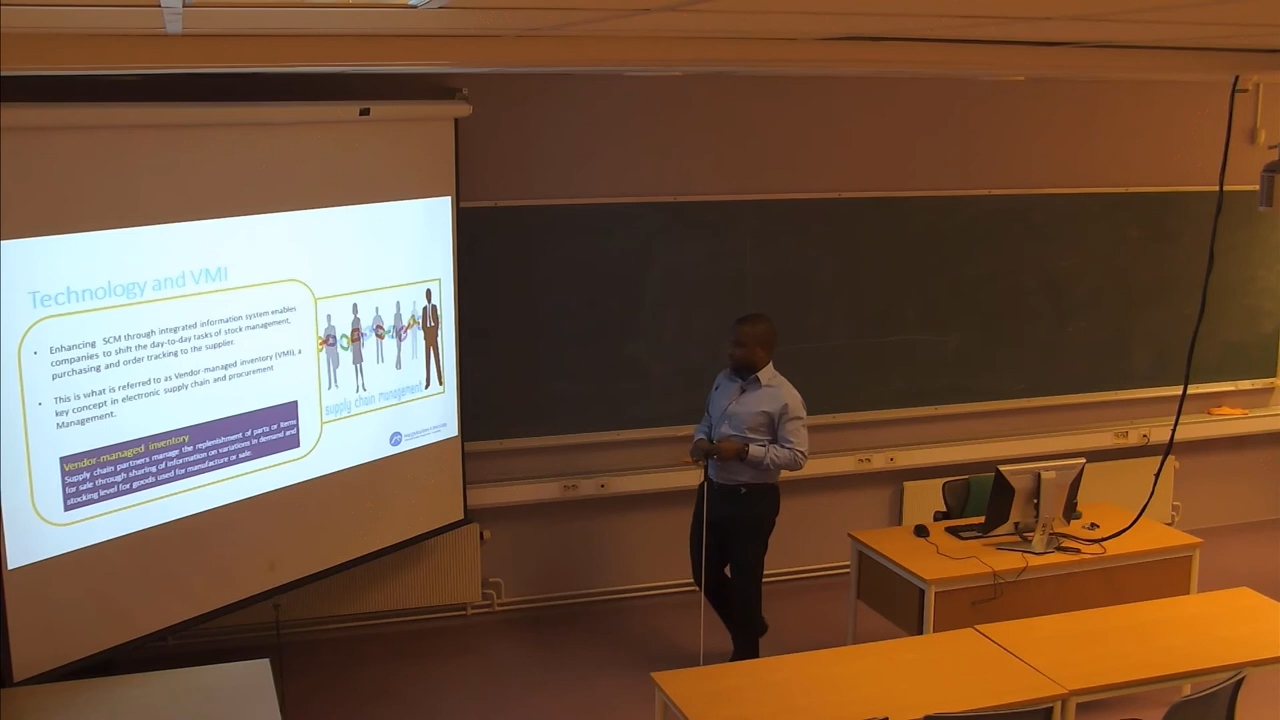 Technology and VMI
• Enhancing SCM through integrated information system enables
companies to shift the day-to-day tasks of stock management,
purchasing and order tracking to the supplier.
• This is what is referred to as Vendor-managed inventory (VMI), a
key concept in electronic supply chain and procurement
Management.
Vendor-managed inventory
Supply chain partners manage the replenishment of parts or items
for sale through sharing of information on variations in demand and
stocking level for goods used for manufacture or sale.
supply chain management